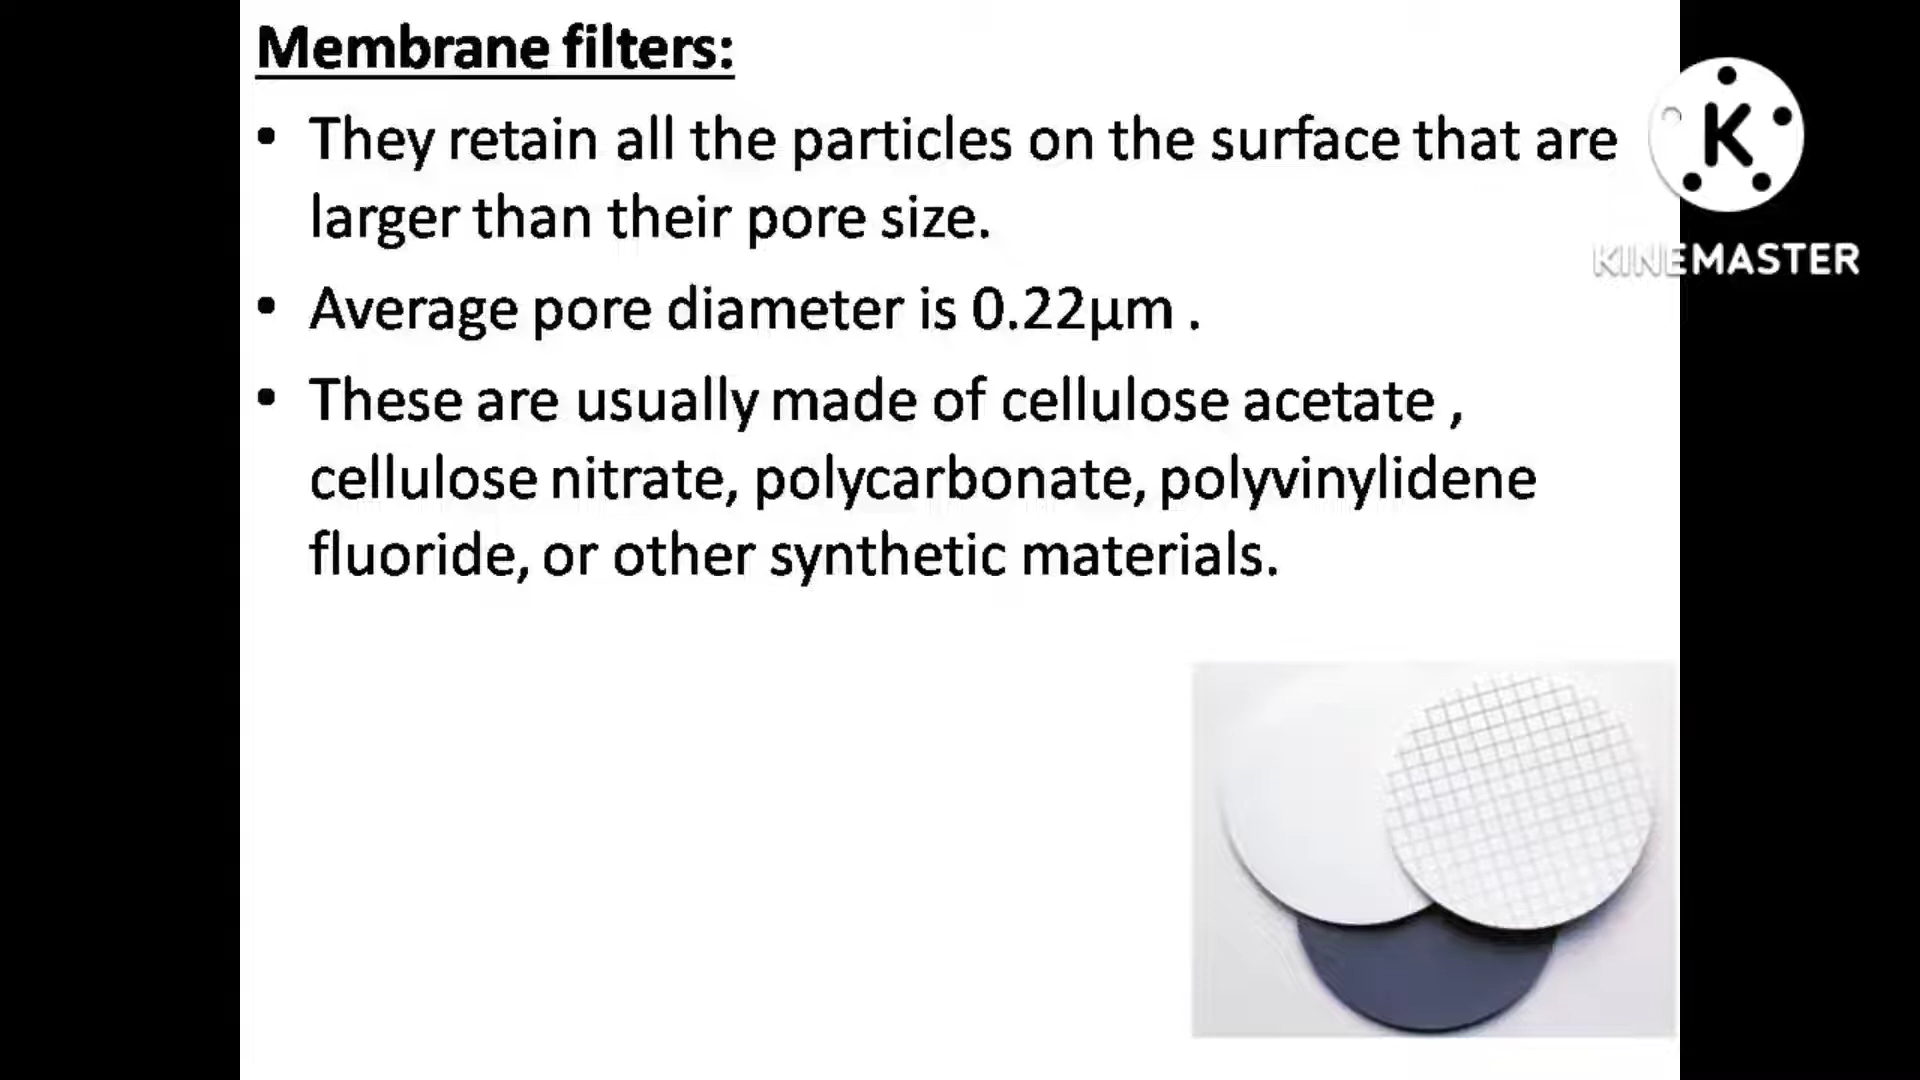 Membrane filters:
• They retain all the particles on the surface that are
larger than their pore size.
• Average pore diameter is 0.22µm .
• These are usually made of cellulose acetate ,
cellulose nitrate, polycarbonate, polyvinylidene
fluoride, or other synthetic materials.
K
KINEMASTER